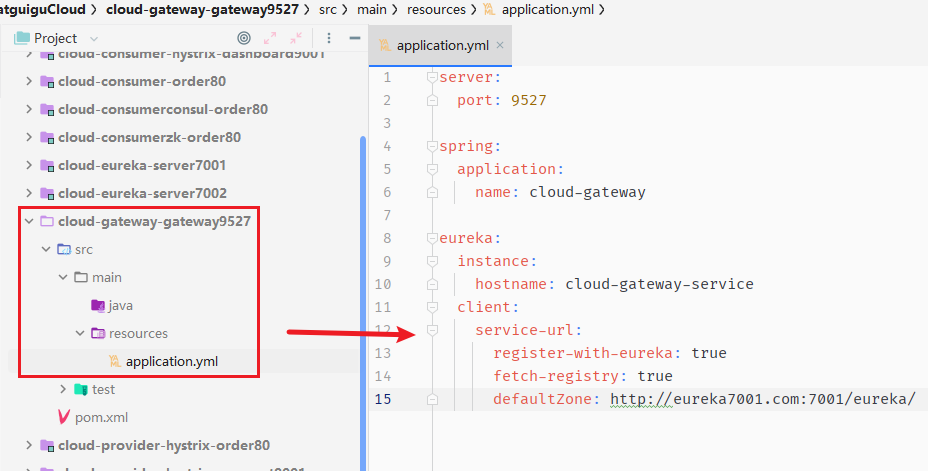 atguiguCloud > cloud-gateway-gateway9527 > src > main > resources > application.yml >
Project
cloud-consumer-hystrix-dashboard9001
cloud-consumer-order80
cloud-consumerconsul-order80
cloud-consumerzk-order80
cloud-eureka-server7001
cloud-eureka-server7002
cloud-gateway-gateway9527
src
main
java
resources
application.yml
test
pom.xml
cloud-provider-hystrix-order80
application.yml ×
1 server:
2 port: 9527
3
4 spring:
5 application:
6 name: cloud-gateway
7
8 eureka:
9 instance:
10 hostname: cloud-gateway-service
11 client:
12 service-url:
13 register-with-eureka: true
14 fetch-registry: true
15 defaultZone: http://eureka7001.com:7001/eureka/